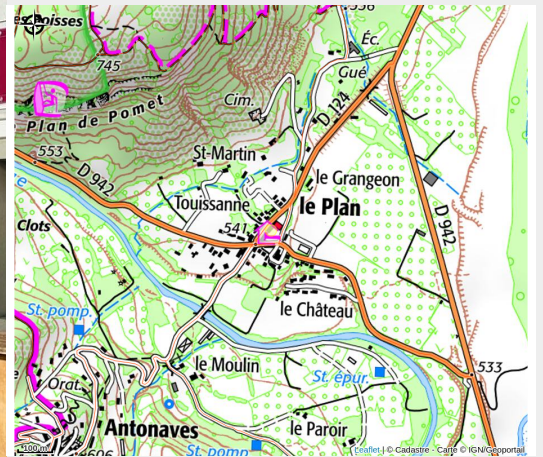 556
745
Éc.
Gué
Cim.
Plan de Pomet
D 124
553
D 942
St-Martin
le Grangeon
Touissanne
le Plan
Clots
541
D 942
St. pomp.
le Château
le Moulin
533
St. épur.
Orat.
Antonaves
le Paroir
606
St. pomp.
100 m
Leaflet | © Cadastre - Carte © IGN/Geoportail